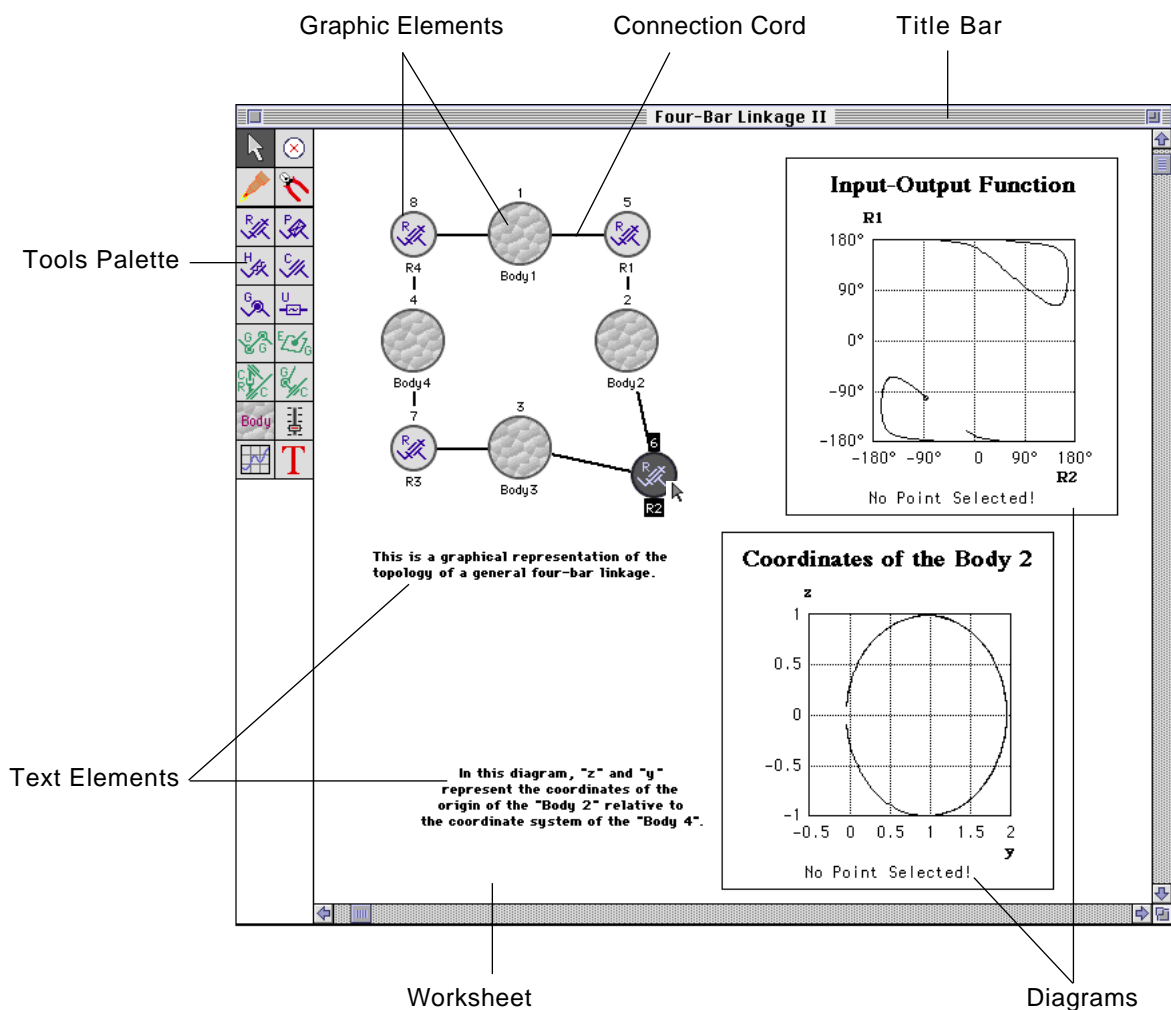 Graphic Elements
Connection Cord
Title Bar
Four-Bar Linkage II
Tools Palette
R
P
H
C
G
U
G G
E G
C R C
G C
Body
T
1
8
5
R
R
R4
Body1
R1
4
2
Body4
Body2
7
3
6
R
R
R3
Body3
R2
This is a graphical representation of the
topology of a general four-bar linkage.
Input-Output Function
R1
180°
90°
0°
-90°
-180°
-180° -90° 0 90° 180°
R2
No Point Selected!
Coordinates of the Body 2
z
1
0.5
0
-0.5
-1
-0.5 0 0.5 1 1.5 2
y
No Point Selected!
Text Elements
In this diagram, "z" and "y"
represent the coordinates of the
origin of the "Body 2" relative to
the coordinate system of the "Body 4".
Worksheet
Diagrams